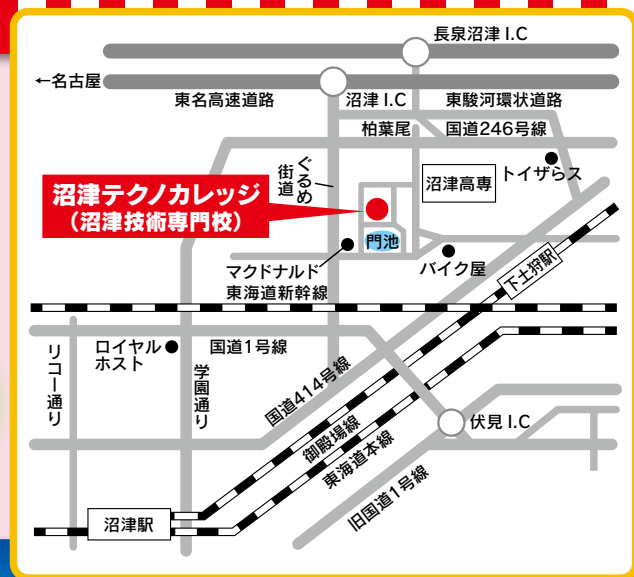 長泉沼津 I.C
←名古屋
東名高速道路
沼津 I.C
東駿河環状道路
柏葉尾
国道246号線
ぐるめ
街道
トイザらス
沼津高専
沼津テクノカレッジ
（沼津技術専門校）
門池
マクドナルド
バイク屋
下土狩駅
東海道新幹線
リコー通り
ロイヤル
ホスト
国道1号線
学園通り
国道414号線
御殿場線
東海道本線
伏見 I.C
旧国道1号線
沼津駅